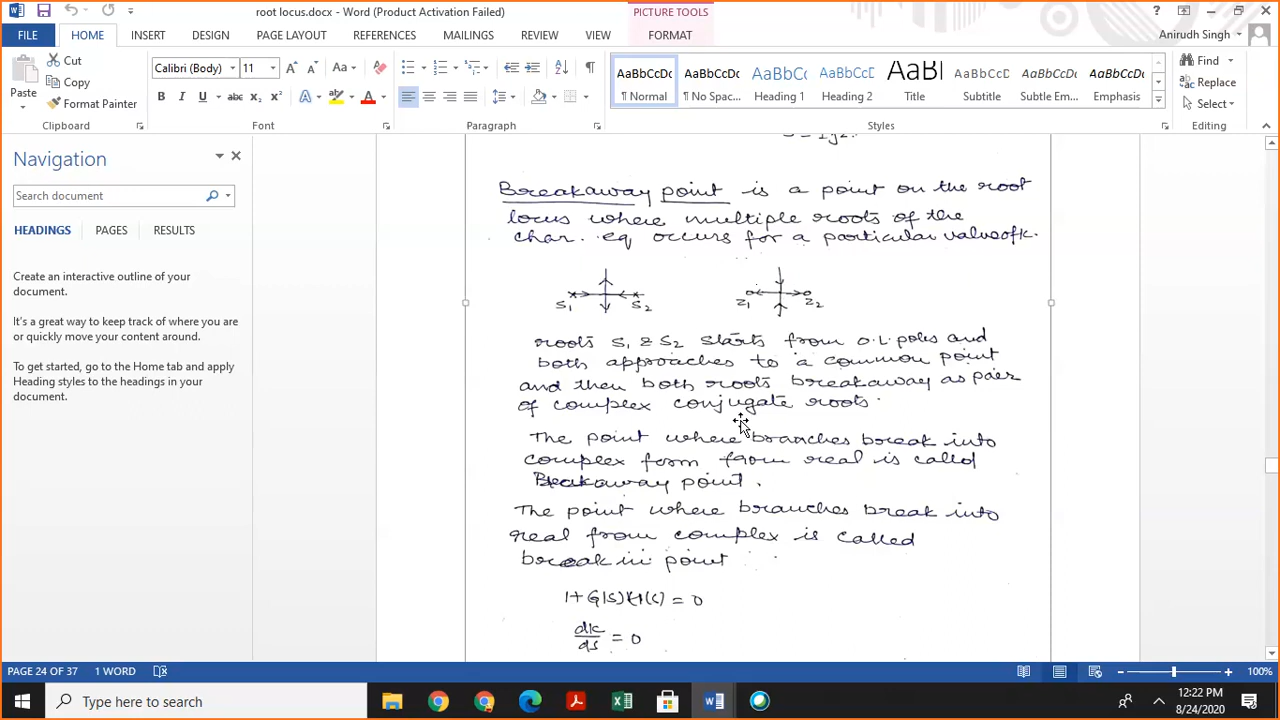 root locus.docx - Word (Product Activation Failed)
PICTURE TOOLS
FILE HOME INSERT DESIGN PAGE LAYOUT REFERENCES MAILINGS REVIEW VIEW FORMAT
Anirudh Singh
Paste
Cut
Copy
Format Painter
Calibri (Body) 11
AaBbCcDc AaBbCcDc AaBbCc AaBbCcC AaBl AaBbCcC AaBbCcDc AaBbCcDc
¶ Normal ¶ No Spac... Heading 1 Heading 2 Title Subtitle Subtle Em... Emphasis
Find
Replace
Select
Clipboard Font Paragraph Styles Editing
Navigation
Search document
HEADINGS PAGES RESULTS
Create an interactive outline of your
document.
It's a great way to keep track of where you are
or quickly move your content around.
To get started, go to the Home tab and apply
Heading styles to the headings in your
document.
Breakaway point is a point on the root
locus where multiple roots of the
char. eq occurs for a particular value of k.
S1 S2 Z1 Z2
roots S1 & S2 starts from O.L. poles and
both approaches to a common point
and then both roots breakaway as pair
of complex conjugate roots.
The point where branches break into
complex form from real is called
Breakaway point.
The point where branches break into
real from complex is called
break in point
1+G(S)H(S) = 0
dk/ds = 0
PAGE 24 OF 37 1 WORD
100%
Type here to search
12:22 PM
8/24/2020